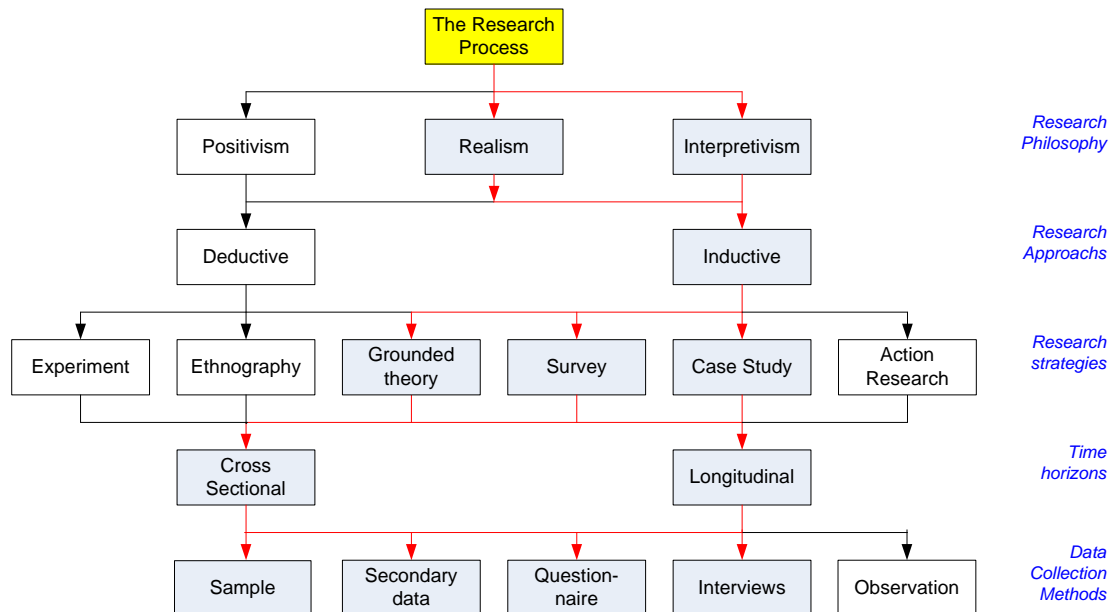 The Research
Process
Positivism
Realism
Interpretivism
Research
Philosophy
Deductive
Inductive
Research
Approachs
Experiment
Ethnography
Grounded
theory
Survey
Case Study
Action
Research
Research
strategies
Cross
Sectional
Longitudinal
Time
horizons
Sample
Secondary
data
Question-
naire
Interviews
Observation
Data
Collection
Methods